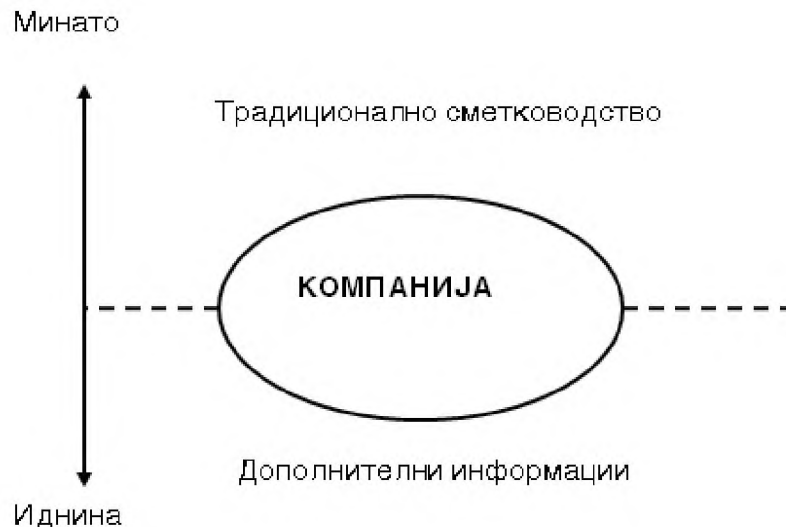 Минато
Традиционално сметководство
КОМПАНИЈА
Дополнителни информации
Иднина